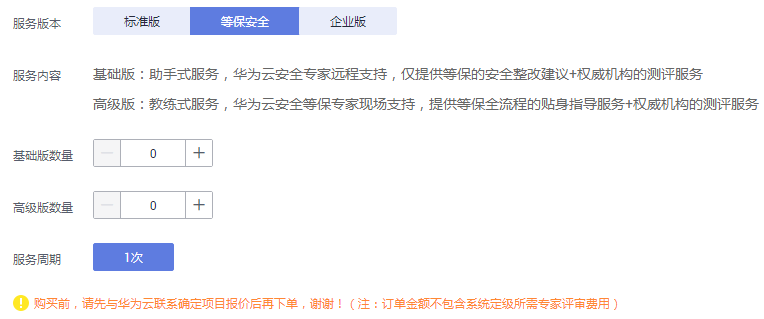 服务版本 标准版 等保安全 企业版
服务内容 基础版：助手式服务，华为云安全专家远程支持，仅提供等保的安全整改建议+权威机构的测评服务
高级版：教练式服务，华为云安全等保专家现场支持，提供等保全流程的贴身指导服务+权威机构的测评服务
基础版数量 — 0 +
高级版数量 — 0 +
服务周期 1次
! 购买前，请先与华为云联系确定项目报价后再下单，谢谢！（注：订单金额不包含系统定级所需专家评审费用）